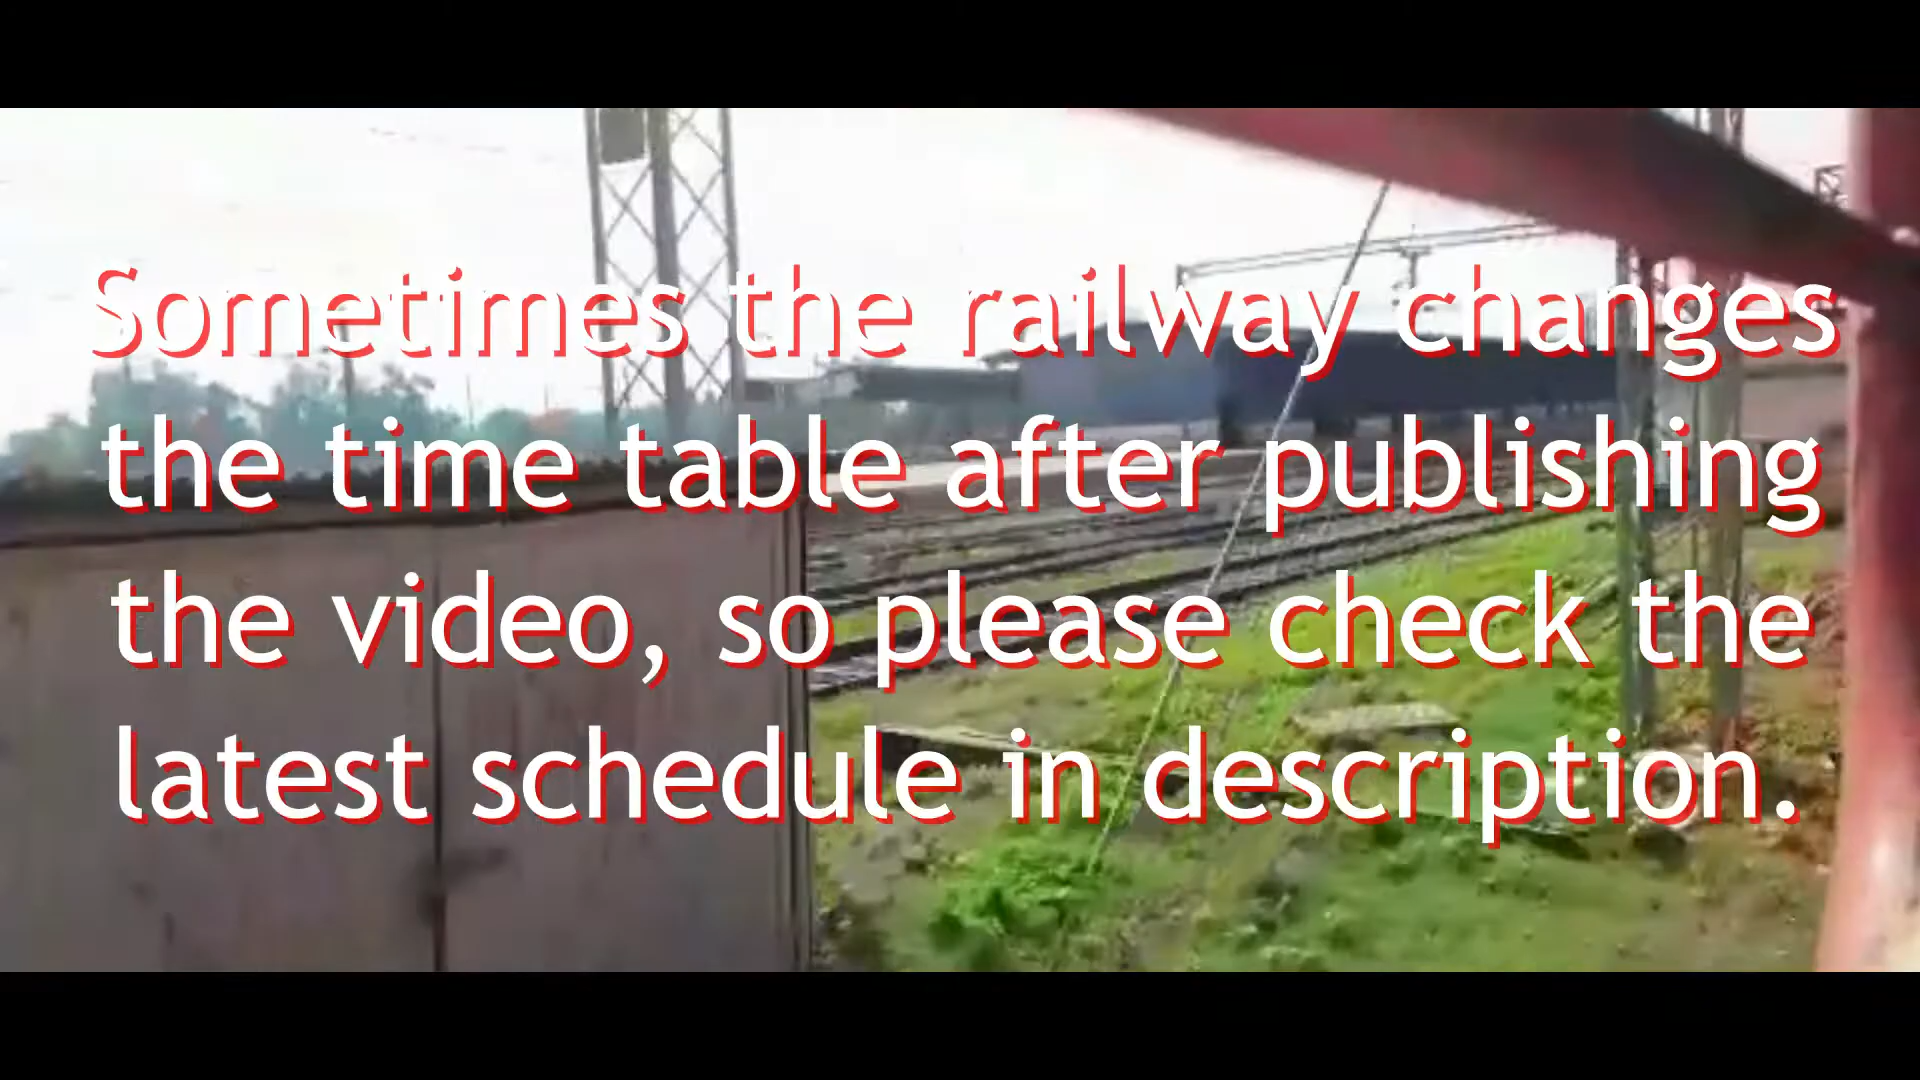 Sometimes the railway changes
the time table after publishing
the video, so please check the
latest schedule in description.